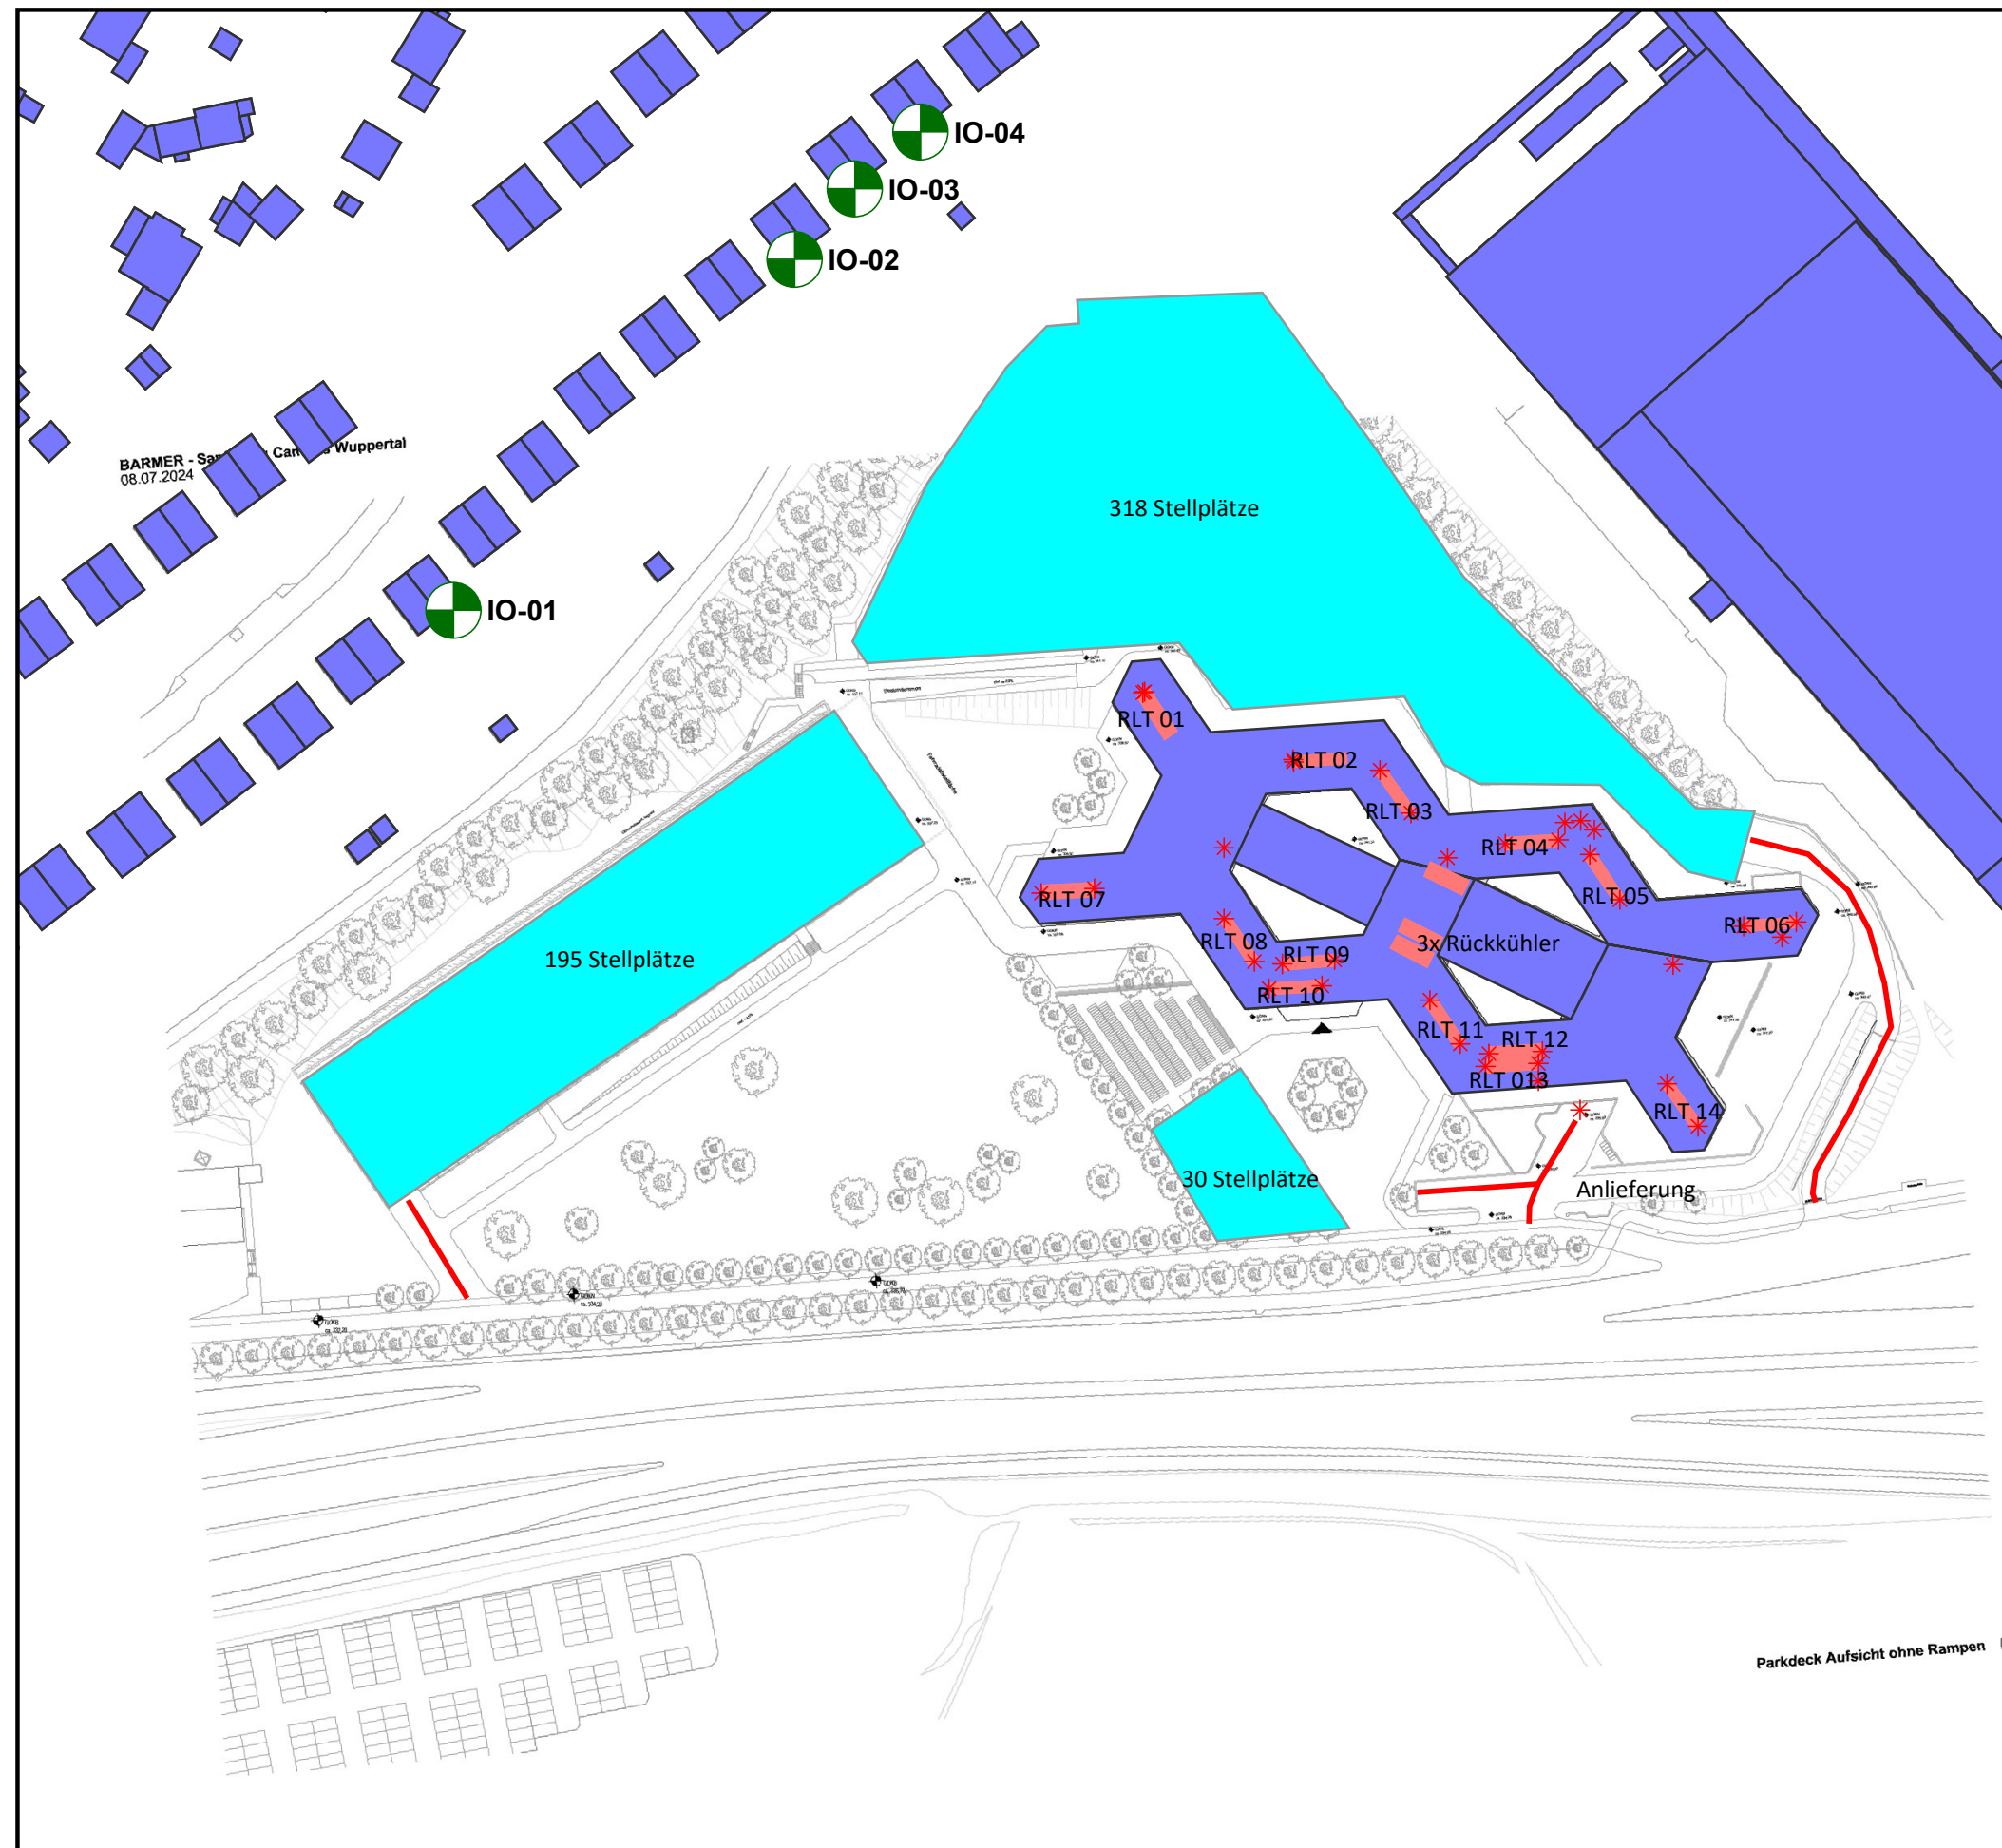 IO-04
IO-03
IO-02
BARMER - Wuppertal
08.07.2024
318 Stellplätze
IO-01
RLT 01
RLT 02
RLT 03
RLT 04
RLT 05
RLT 07
RLT 06
RLT 08
RLT 09
3x Rückkühler
195 Stellplätze
RLT 10
RLT 11
RLT 12
RLT 013
RLT 14
30 Stellplätze
Anlieferung
Parkdeck Aufsicht ohne Rampen